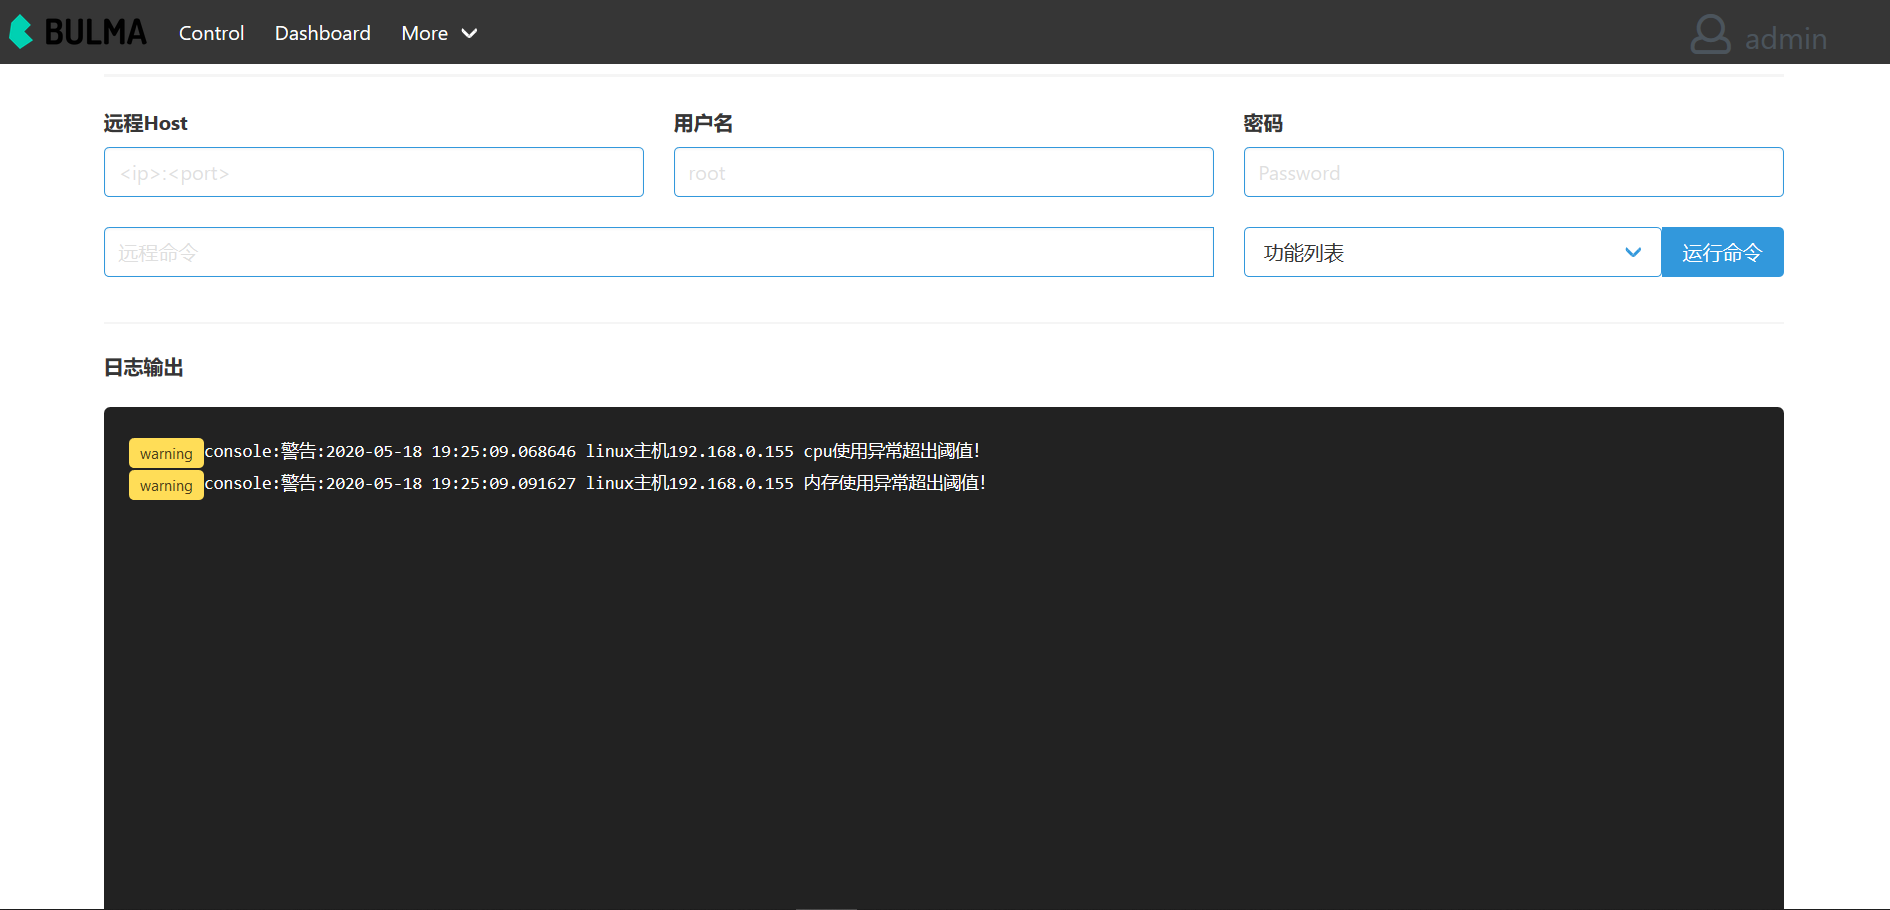 BULMA Control Dashboard More admin
远程Host 用户名 密码
<ip>:<port> root Password
远程命令 功能列表 运行命令
日志输出
warning console:警告:2020-05-18 19:25:09.068646 linux主机192.168.0.155 cpu使用异常超出阈值!
warning console:警告:2020-05-18 19:25:09.091627 linux主机192.168.0.155 内存使用异常超出阈值!